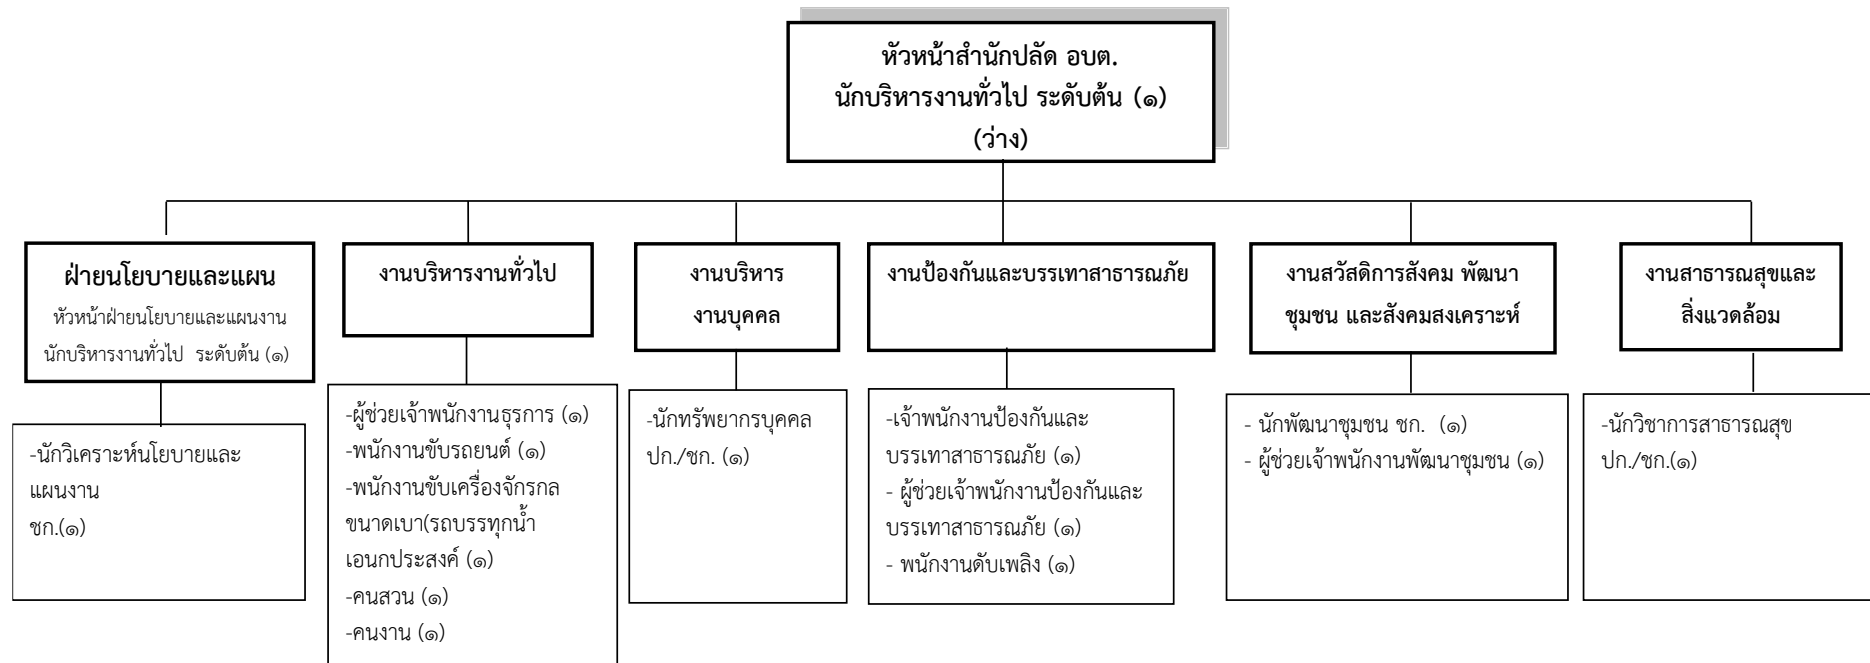 หัวหน้าสำนักปลัด อบต.
นักบริหารงานทั่วไป ระดับต้น (๑)
(ว่าง)
ฝ่ายนโยบายและแผน
หัวหน้าฝ่ายนโยบายและแผนงาน
นักบริหารงานทั่วไป ระดับต้น (๑)
-นักวิเคราะห์นโยบายและ
แผนงาน
ชก.(๑)
งานบริหารงานทั่วไป
-ผู้ช่วยเจ้าพนักงานธุรการ (๑)
-พนักงานขับรถยนต์ (๑)
-พนักงานขับเครื่องจักรกล
ขนาดเบา(รถบรรทุกน้ำ
เอนกประสงค์ (๑)
-คนสวน (๑)
-คนงาน (๑)
งานบริหาร
งานบุคคล
-นักทรัพยากรบุคคล
ปก./ชก. (๑)
งานป้องกันและบรรเทาสาธารณภัย
-เจ้าพนักงานป้องกันและ
บรรเทาสาธารณภัย (๑)
- ผู้ช่วยเจ้าพนักงานป้องกันและ
บรรเทาสาธารณภัย (๑)
- พนักงานดับเพลิง (๑)
งานสวัสดิการสังคม พัฒนา
ชุมชน และสังคมสงเคราะห์
- นักพัฒนาชุมชน ชก. (๑)
- ผู้ช่วยเจ้าพนักงานพัฒนาชุมชน (๑)
งานสาธารณสุขและ
สิ่งแวดล้อม
-นักวิชาการสาธารณสุข
ปก./ชก.(๑)